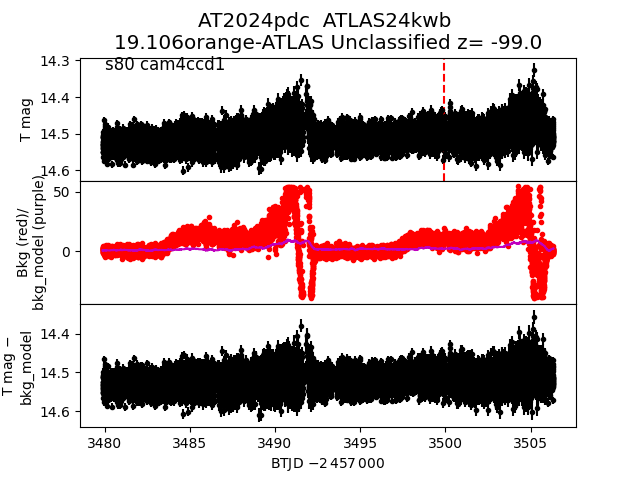 AT2024pdc  ATLAS24kwb
19.106orange-ATLAS Unclassified z= -99.0
s80 cam4ccd1
14.3
14.4
14.5
14.6
T mag
50
0
Bkg (red)/
bkg_model (purple)
14.4
14.5
14.6
T mag −
bkg_model
3480 3485 3490 3495 3500 3505
BTJD −2 457 000